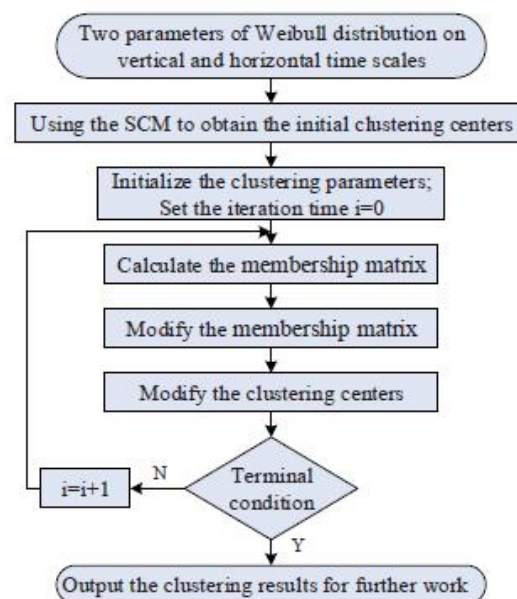 Two parameters of Weibull distribution on
vertical and horizontal time scales
Using the SCM to obtain the initial clustering centers
Initialize the clustering parameters;
Set the iteration time i=0
Calculate the membership matrix
Modify the membership matrix
Modify the clustering centers
Terminal
condition
N
i=i+1
Y
Output the clustering results for further work